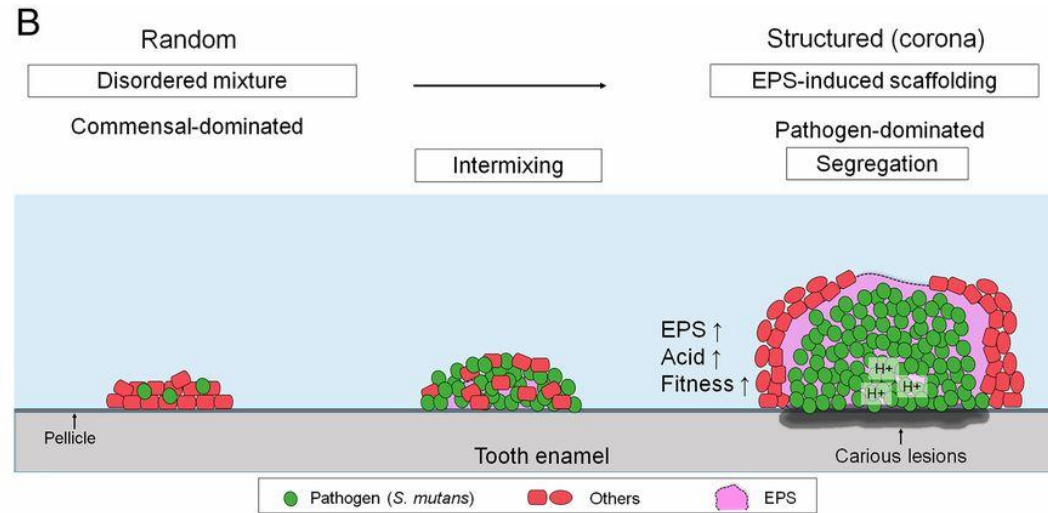 B
Random
Structured (corona)
Disordered mixture
EPS-induced scaffolding
Commensal-dominated
Pathogen-dominated
Intermixing
Segregation
EPS ↑
Acid ↑
Fitness ↑
H+
H+
H+
Pellicle
Tooth enamel
Carious lesions
Pathogen (S. mutans)
Others
EPS